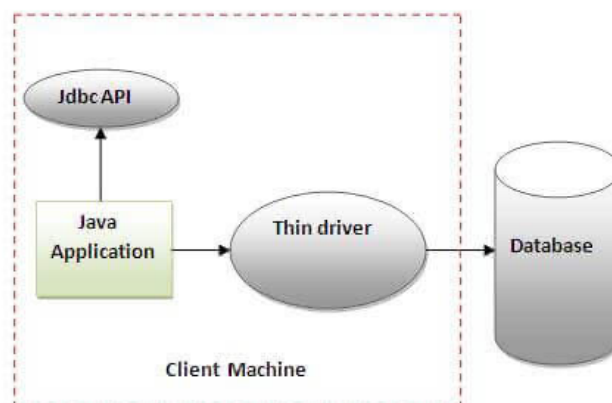 Jdbc API
Java
Application
Thin driver
Database
Client Machine